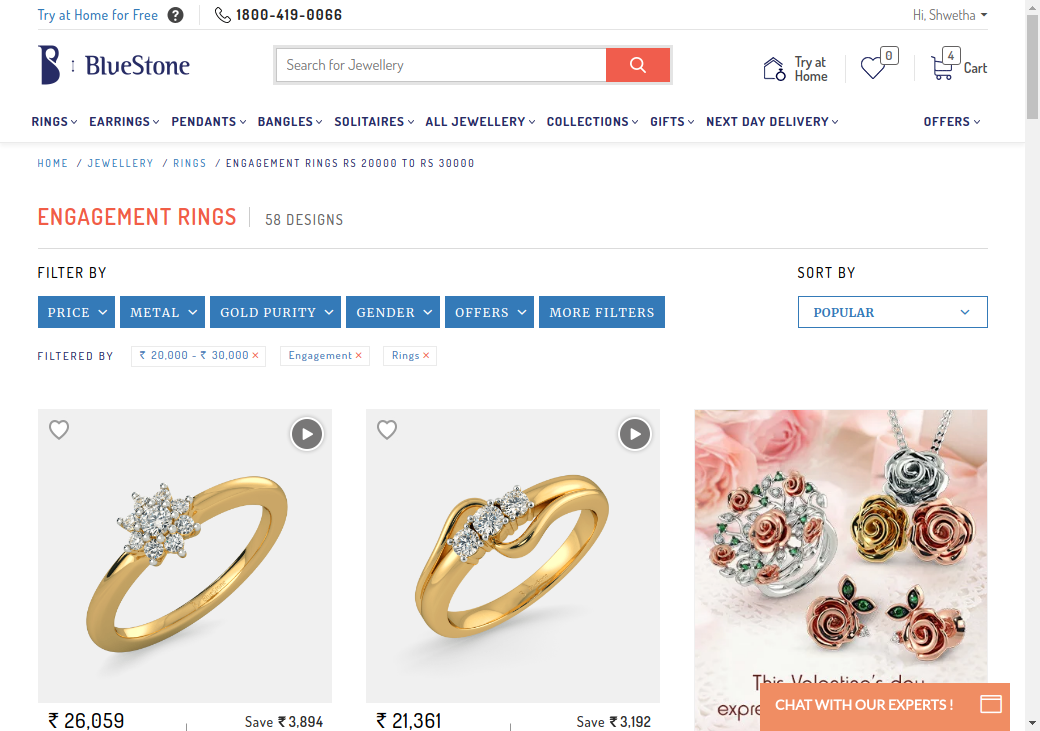 Try at Home for Free ? 1800-419-0066 Hi, Shwetha
BlueStone
Search for Jewellery
Try at Home
0
4 Cart
RINGS EARRINGS PENDANTS BANGLES SOLITAIRES ALL JEWELLERY COLLECTIONS GIFTS NEXT DAY DELIVERY OFFERS
HOME / JEWELLERY / RINGS / ENGAGEMENT RINGS RS 20000 TO RS 30000
ENGAGEMENT RINGS 58 DESIGNS
FILTER BY SORT BY
PRICE METAL GOLD PURITY GENDER OFFERS MORE FILTERS POPULAR
FILTERED BY ₹ 20,000 - ₹ 30,000 × Engagement × Rings ×
₹ 26,059 Save ₹ 3,894
₹ 21,361 Save ₹ 3,192
This Valentine's day
CHAT WITH OUR EXPERTS !